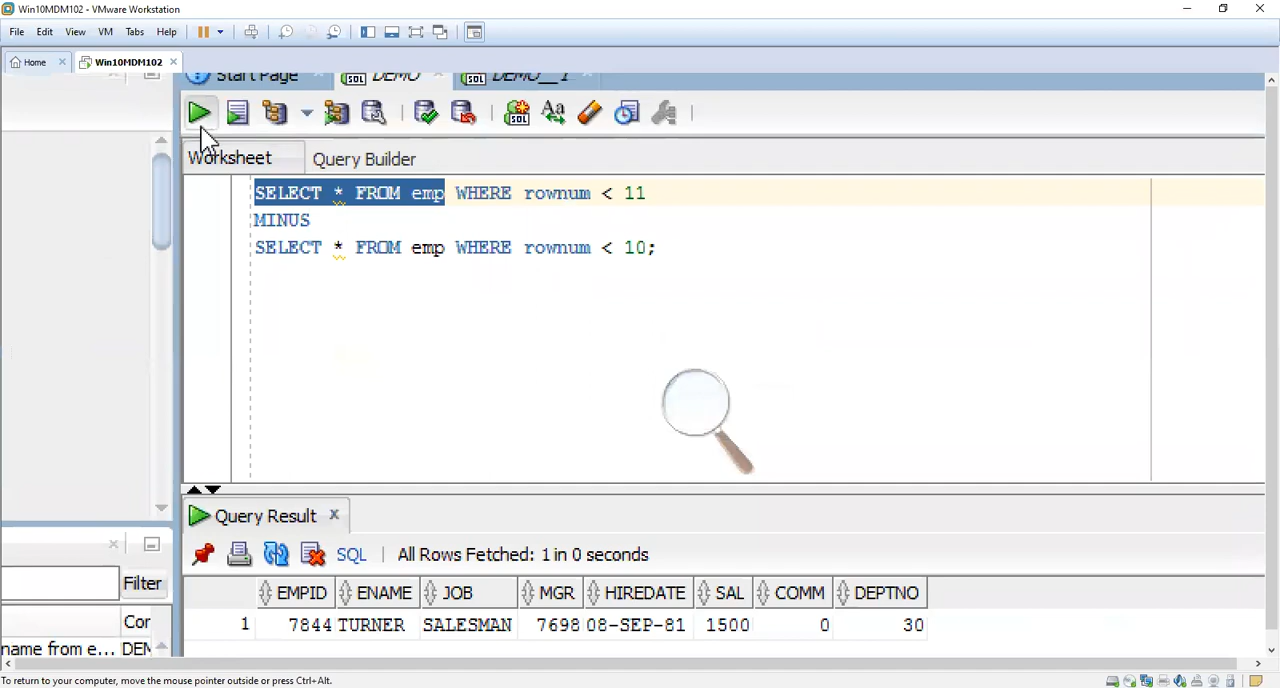 Win10MDM102 - VMware Workstation
File Edit View VM Tabs Help
Home Win10MDM102
Start Page DEMO DEMO__1
Worksheet Query Builder
SELECT * FROM emp WHERE rownum < 11
MINUS
SELECT * FROM emp WHERE rownum < 10;
Query Result
SQL All Rows Fetched: 1 in 0 seconds
Filter
EMPID ENAME JOB MGR HIREDATE SAL COMM DEPTNO
1 7844 TURNER SALESMAN 7698 08-SEP-81 1500 0 30
Con
name from e... DEM
To return to your computer, move the mouse pointer outside or press Ctrl+Alt.